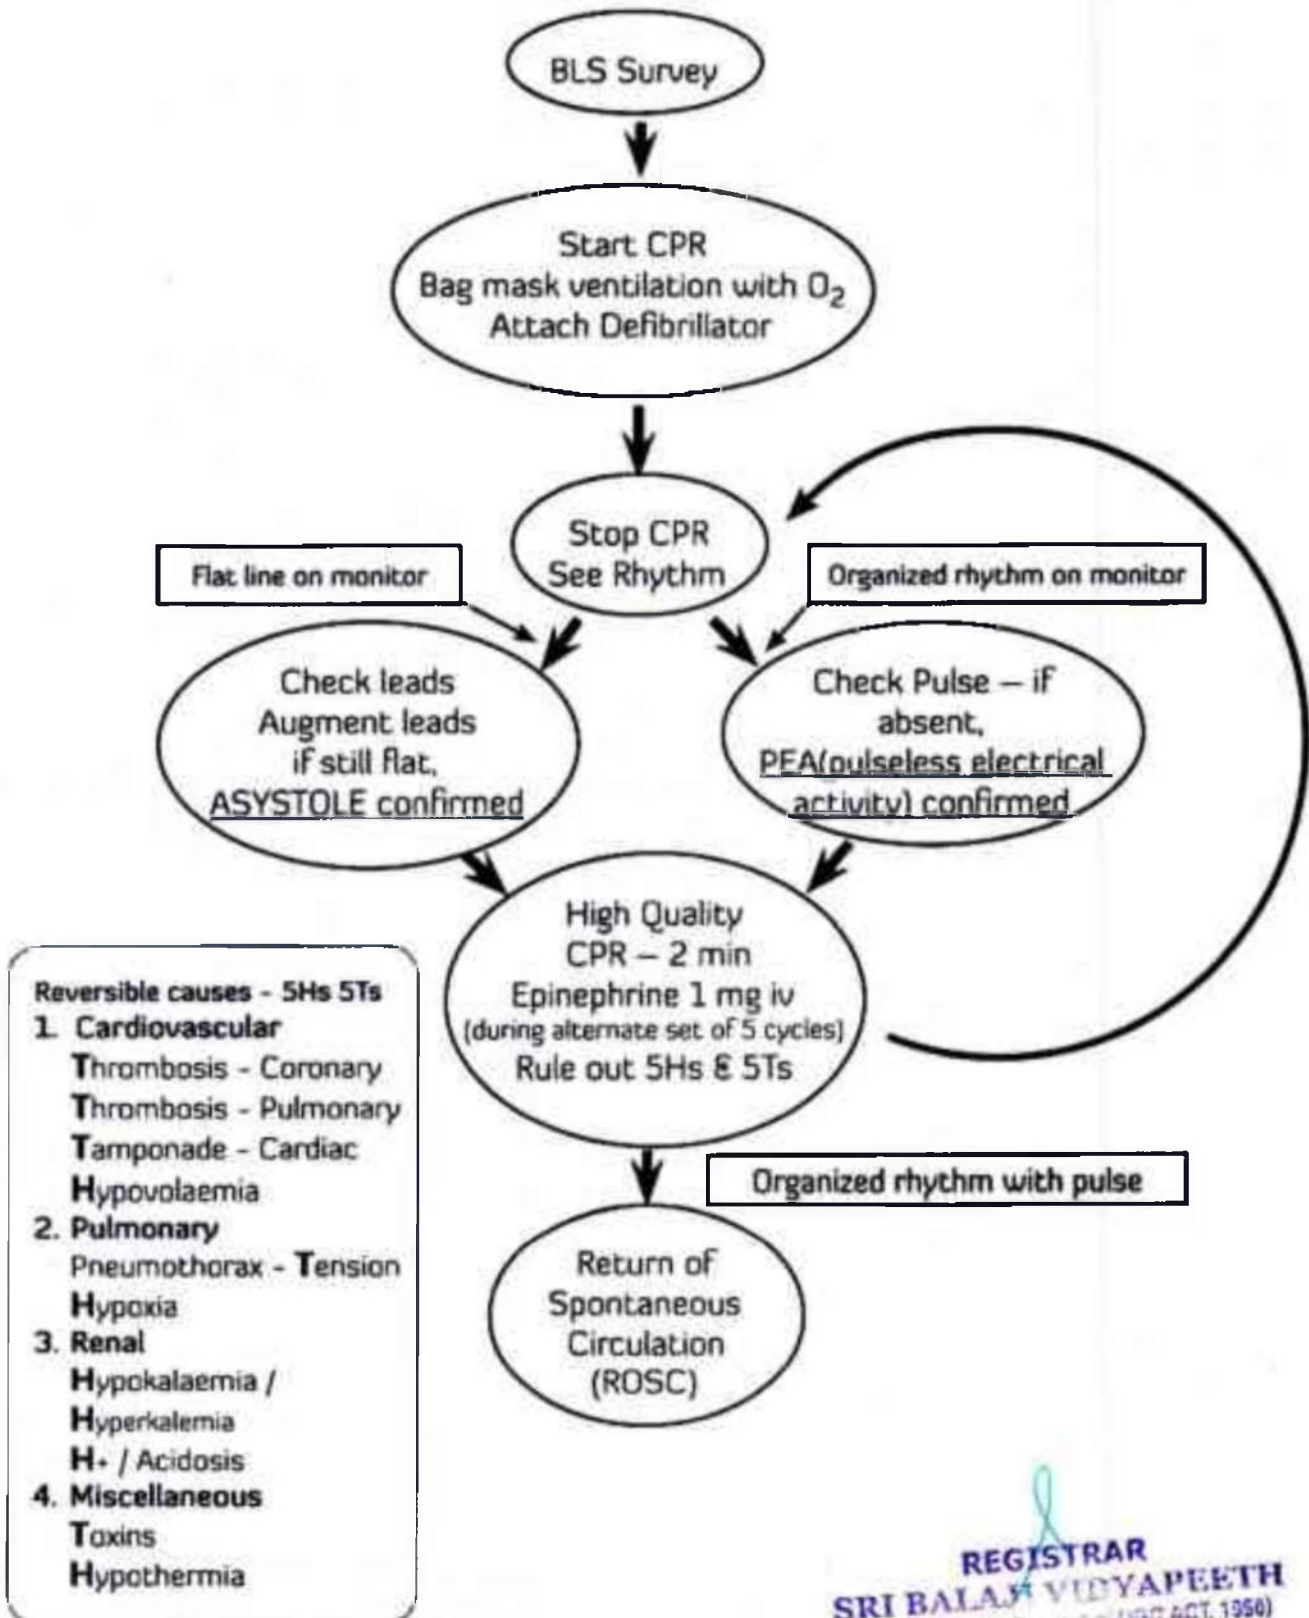 BLS Survey
Start CPR
Bag mask ventilation with O₂
Attach Defibrillator
Stop CPR
See Rhythm
Flat line on monitor
Organized rhythm on monitor
Check leads
Augment leads
if still flat,
ASYSTOLE confirmed
Check Pulse – if
absent,
PEA(pulseless electrical
activity) confirmed
High Quality
CPR – 2 min
Epinephrine 1 mg iv
(during alternate set of 5 cycles)
Rule out 5Hs & 5Ts
Organized rhythm with pulse
Return of
Spontaneous
Circulation
(ROSC)
Reversible causes - 5Hs 5Ts
1. Cardiovascular
Thrombosis - Coronary
Thrombosis - Pulmonary
Tamponade - Cardiac
Hypovolaemia
2. Pulmonary
Pneumothorax - Tension
Hypoxia
3. Renal
Hypokalaemia /
Hyperkalemia
H+ / Acidosis
4. Miscellaneous
Toxins
Hypothermia
REGISTRAR
SRI BALAJI VIDYAPEETH
ACT, 1956)